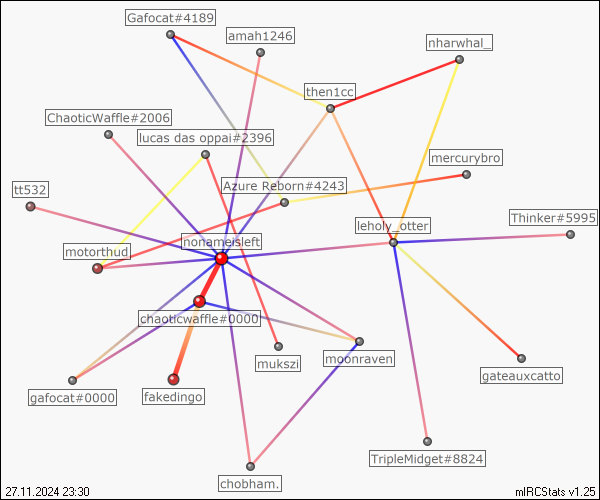 Gafocat#4189
amah1246
nharwhal_
then1cc
ChaoticWaffle#2006
lucas das oppai#2396
mercurybro
Azure Reborn#4243
tt532
Thinker#5995
leholy_otter
nonameisleft
motorthud
chaoticwaffle#0000
mukszi
moonraven
gateauxcatto
gafocat#0000
fakedingo
TripleMidget#8824
chobham.
27.11.2024 23:30
mIRCStats v1.25